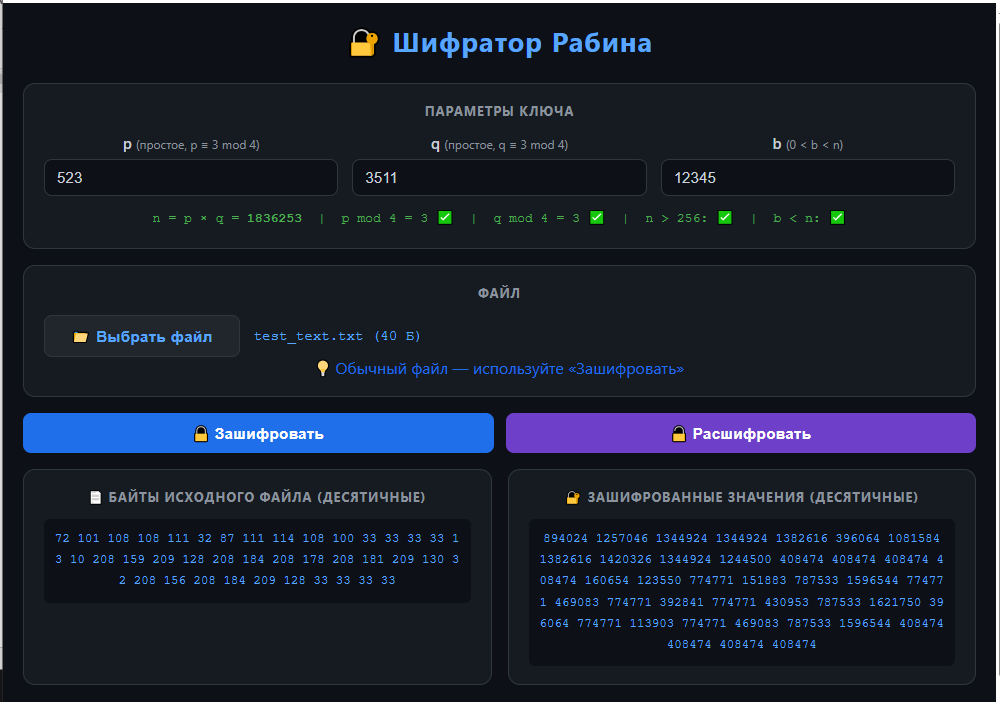 Шифратор Рабина
ПАРАМЕТРЫ КЛЮЧА
p (простое, p ≡ 3 mod 4)
q (простое, q ≡ 3 mod 4)
b (0 < b < n)
523
3511
12345
n = p × q = 1836253 | p mod 4 = 3 ✅ | q mod 4 = 3 ✅ | n > 256: ✅ | b < n: ✅
ФАЙЛ
Выбрать файл
test_text.txt (40 Б)
Обычный файл — используйте «Зашифровать»
Зашифровать
Расшифровать
БАЙТЫ ИСХОДНОГО ФАЙЛА (ДЕСЯТИЧНЫЕ)
72 101 108 108 111 32 87 111 114 108 100 33 33 33 33 1
3 10 208 159 209 128 208 184 208 178 208 181 209 130 3
2 208 156 208 184 209 128 33 33 33 33
ЗАШИФРОВАННЫЕ ЗНАЧЕНИЯ (ДЕСЯТИЧНЫЕ)
894024 1257046 1344924 1344924 1382616 396064 1081584
1382616 1420326 1344924 1244500 408474 408474 408474 4
08474 160654 123550 774771 151883 787533 1596544 77477
1 469083 774771 392841 774771 430953 787533 1621750 39
6064 774771 113903 774771 469083 787533 1596544 408474
408474 408474 408474